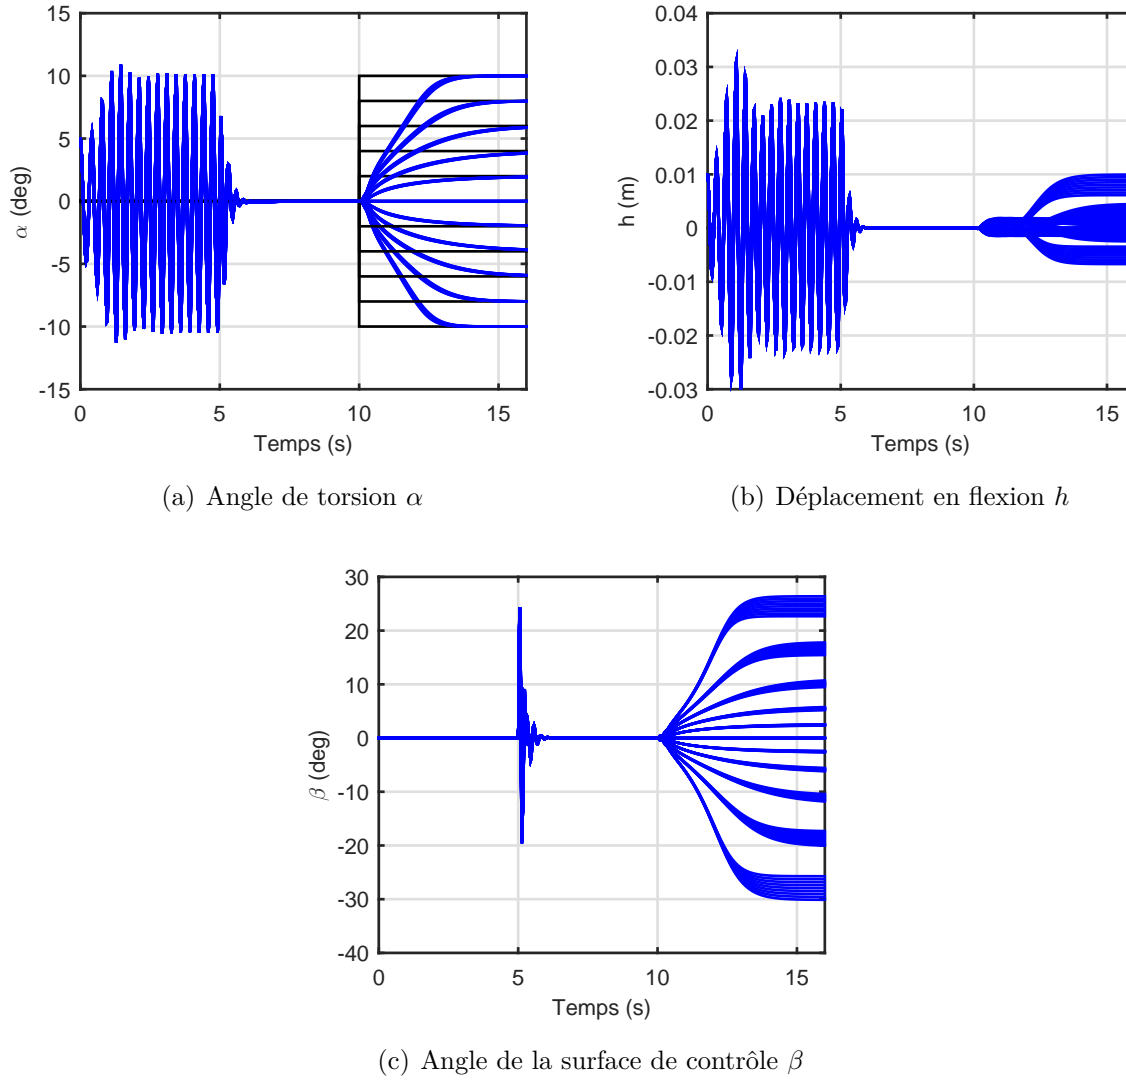 15
10
5
0
-5
-10
-15
α (deg)
0 5 10 15
Temps (s)
(a) Angle de torsion α
0.04
0.03
0.02
0.01
0
-0.01
-0.02
-0.03
h (m)
0 5 10 15
Temps (s)
(b) Déplacement en flexion h
30
20
10
0
-10
-20
-30
-40
β (deg)
0 5 10 15
Temps (s)
(c) Angle de la surface de contrôle β